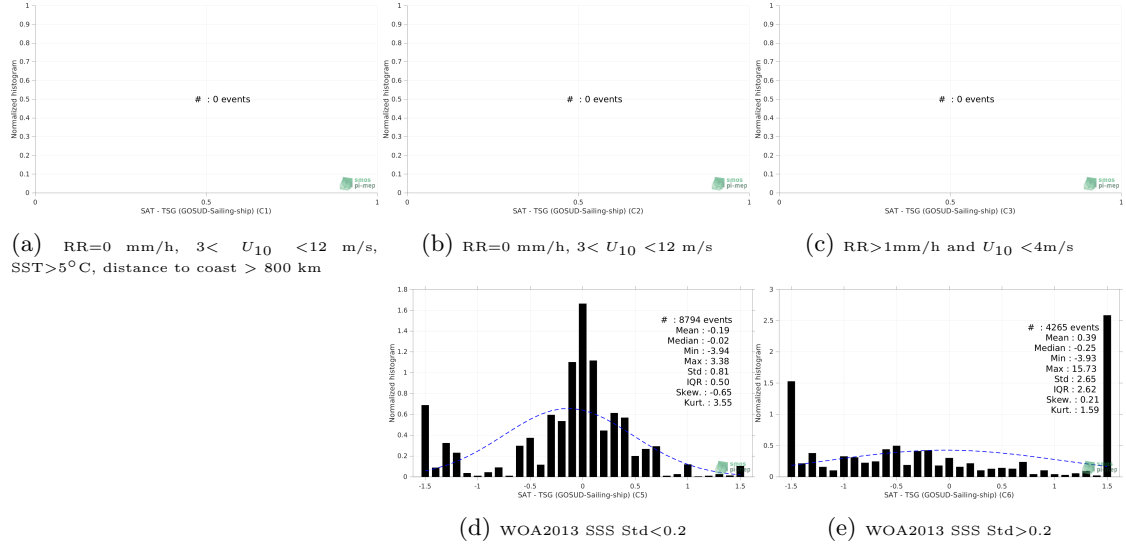 1
0.9
0.8
0.7
0.6
0.5
0.4
0.3
0.2
0.1
0
Normalized histogram
# : 0 events
smos
pi-mep
0 0.5 1
SAT - TSG (GOSUD-Sailing-ship) (C1)
(a) RR=0 mm/h, 3< U10 <12 m/s,
SST>5°C, distance to coast > 800 km
1
0.9
0.8
0.7
0.6
0.5
0.4
0.3
0.2
0.1
0
Normalized histogram
# : 0 events
smos
pi-mep
0 0.5 1
SAT - TSG (GOSUD-Sailing-ship) (C2)
(b) RR=0 mm/h, 3< U10 <12 m/s
1
0.9
0.8
0.7
0.6
0.5
0.4
0.3
0.2
0.1
0
Normalized histogram
# : 0 events
smos
pi-mep
0 0.5 1
SAT - TSG (GOSUD-Sailing-ship) (C3)
(c) RR>1mm/h and U10 <4m/s
1.8
1.6
1.4
1.2
1
0.8
0.6
0.4
0.2
0
Normalized histogram
# : 8794 events
Mean : -0.19
Median : -0.02
Min : -3.94
Max : 3.38
Std : 0.81
IQR : 0.50
Skew. : -0.65
Kurt. : 3.55
smos
pi-mep
-1.5 -1 -0.5 0 0.5 1 1.5
SAT - TSG (GOSUD-Sailing-ship) (C5)
(d) WOA2013 SSS Std<0.2
3
2.5
2
1.5
1
0.5
0
Normalized histogram
# : 4265 events
Mean : 0.39
Median : -0.25
Min : -3.93
Max : 15.73
Std : 2.65
IQR : 2.62
Skew. : 0.21
Kurt. : 1.59
smos
pi-mep
-1.5 -1 -0.5 0 0.5 1 1.5
SAT - TSG (GOSUD-Sailing-ship) (C6)
(e) WOA2013 SSS Std>0.2